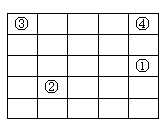 ③ ④
①
②